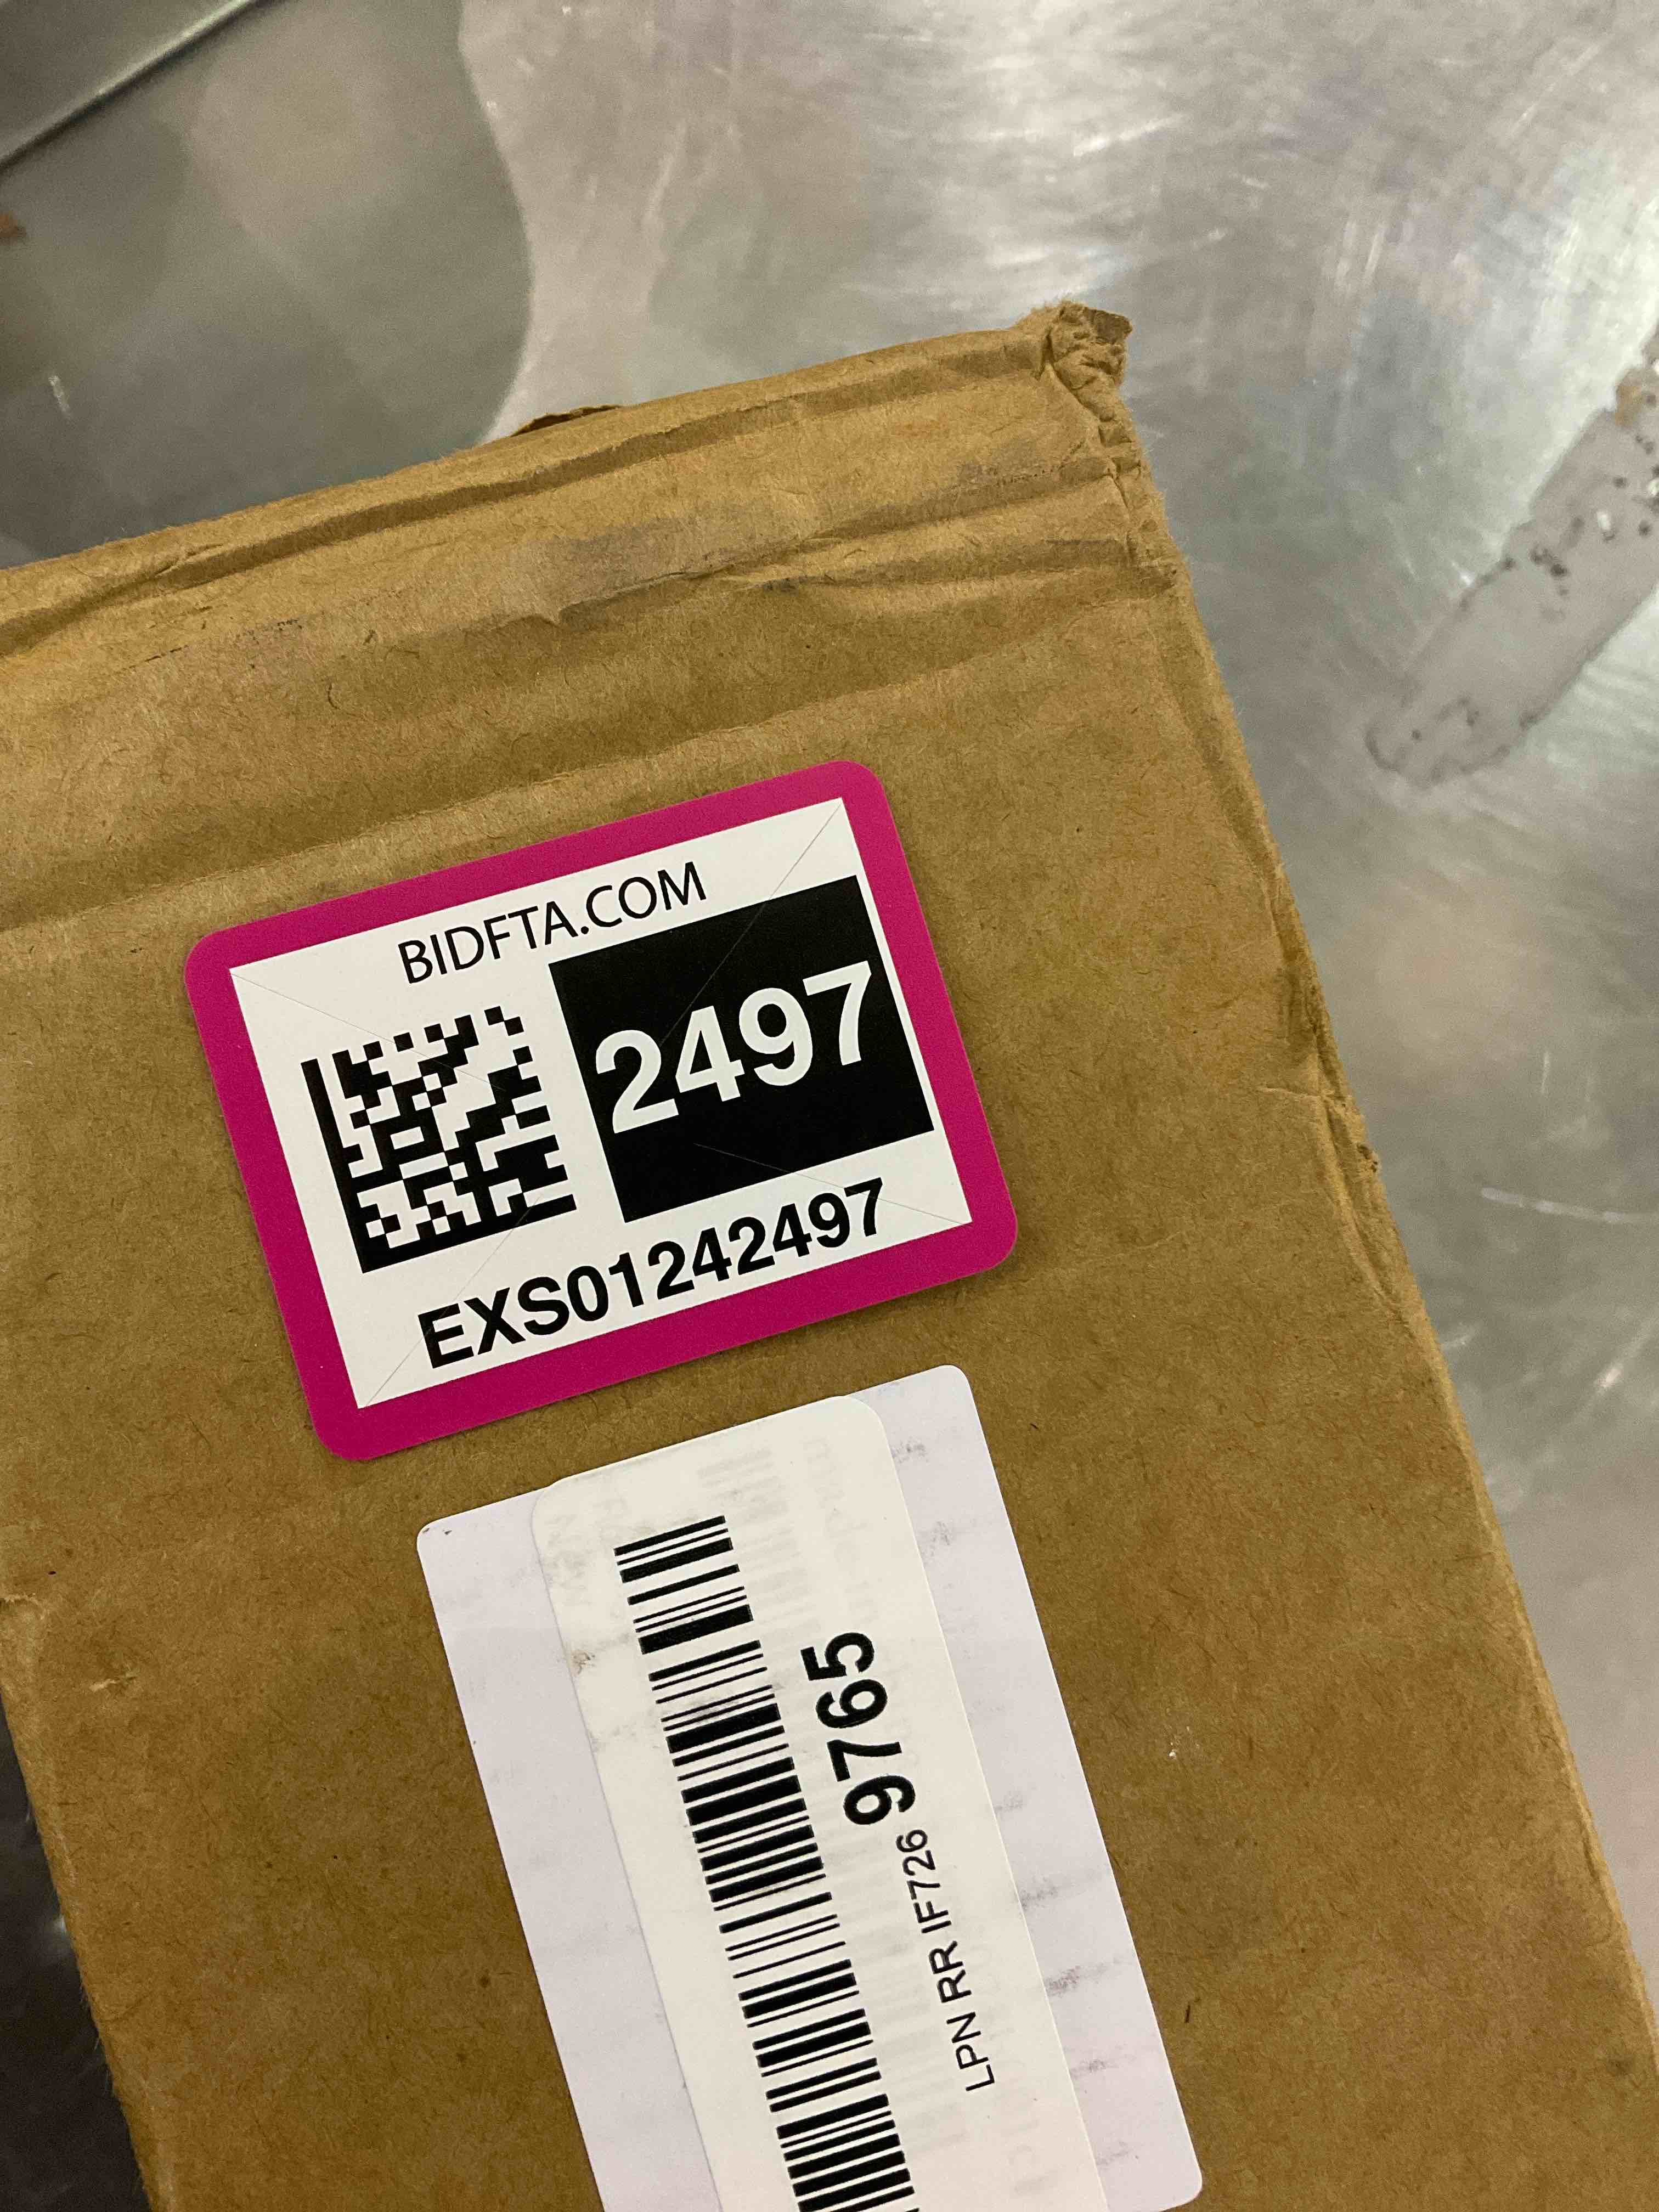 BIDFTA.COM
2497
EXS01242497
LPN RR IF726 9765